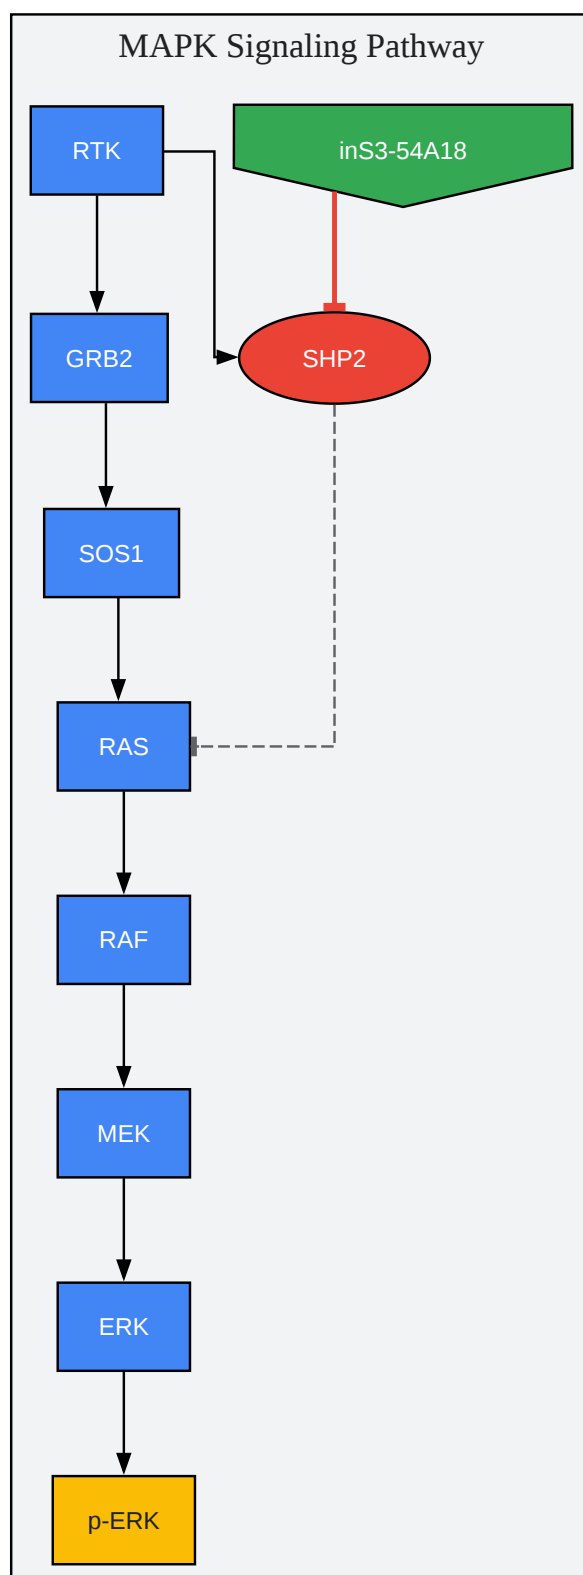 MAPK Signaling Pathway
RTK
inS3-54A18
GRB2
SHP2
SOS1
RAS
RAF
MEK
ERK
p-ERK